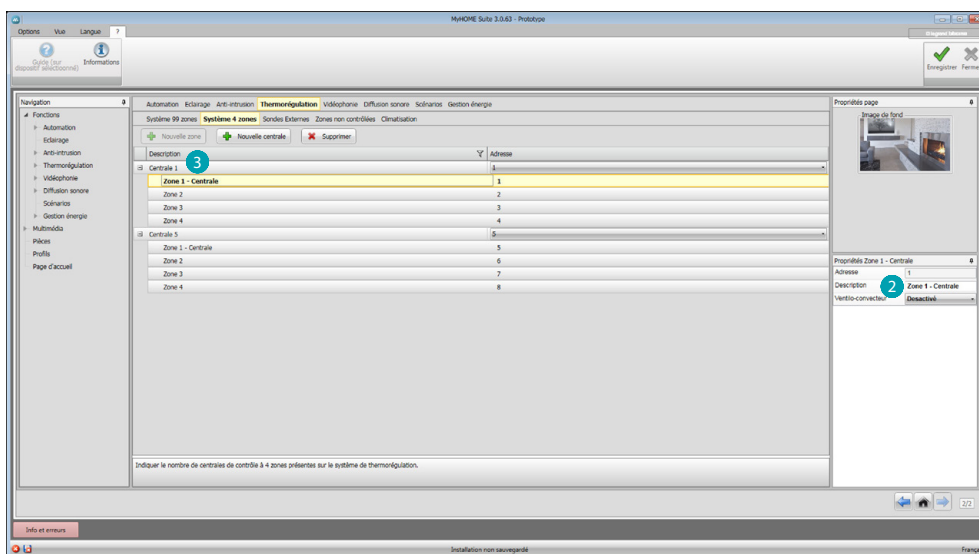 MyHOME Suite 3.0.63 - Prototype
Options Vue Langue ?
Guide (sur dispositif sélectionné)
Informations
Enregistrer
Navigation
Fonctions
Automation
Eclairage
Anti-intrusion
Thermorégulation
Vidéophonie
Diffusion sonore
Scénarios
Gestion énergie
Multimédia
Pièces
Profils
Page d'accueil
Automation Eclairage Anti-intrusion Thermorégulation Vidéophonie Diffusion sonore Scénarios Gestion énergie
Système 99 zones Système 4 zones Sondes Externes Zones non contrôlées Climatisation
Nouvelle zone Nouvelle centrale Supprimer
Description Adresse
3
Centrale 1 1
Zone 1 - Centrale 1
Zone 2 2
Zone 3 3
Zone 4 4
Centrale 5 5
Zone 1 - Centrale 5
Zone 2 6
Zone 3 7
Zone 4 8
Indiquer le nombre de centrales de contrôle à 4 zones présentes sur le système de thermorégulation.
Propriétés page
Image de fond
Propriétés Zone 1 - Centrale
Adresse 1
Description 2 Zone 1 - Centrale
Ventilo-convecteur Desactivé
2/2
Info et erreurs
Installation non sauvegardé